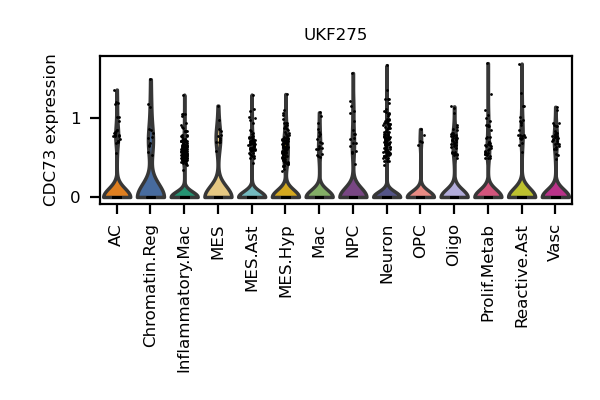 UKF275
CDC73 expression
1
0
AC
Chromatin.Reg
Inflammatory.Mac
MES
MES.Ast
MES.Hyp
Mac
NPC
Neuron
OPC
Oligo
Prolif.Metab
Reactive.Ast
Vasc